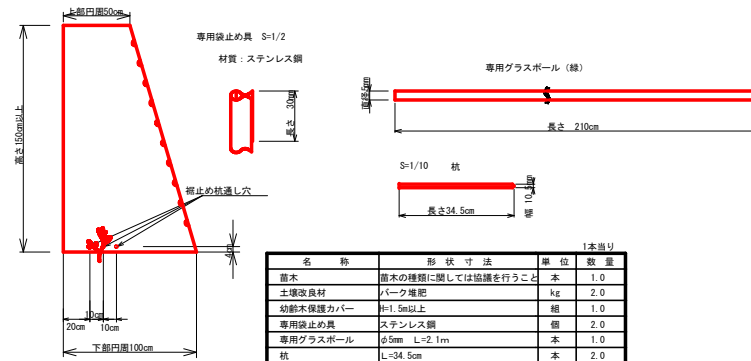 上部円周50cm
専用袋止め具 S=1/2
材質：ステンレス鋼
長さ 30mm
専用グラスポール（緑）
直径5mm
長さ 210cm
高さ150cm以上
S=1/10 杭
長さ34.5cm
幅 10.5mm
裾止め杭通し穴
4cm
10cm
20cm 10cm
下部円周100cm
1本当り
名 称 形 状 寸 法 単 位 数 量
苗木 苗木の種類に関しては協議を行うこと 本 1.0
土壌改良材 バーク堆肥 kg 2.0
幼齢木保護カバー H=1.5m以上 組 1.0
専用袋止め具 ステンレス鋼 個 2.0
専用グラスポール φ5mm L=2.1m 本 1.0
杭 L=34.5cm 本 2.0